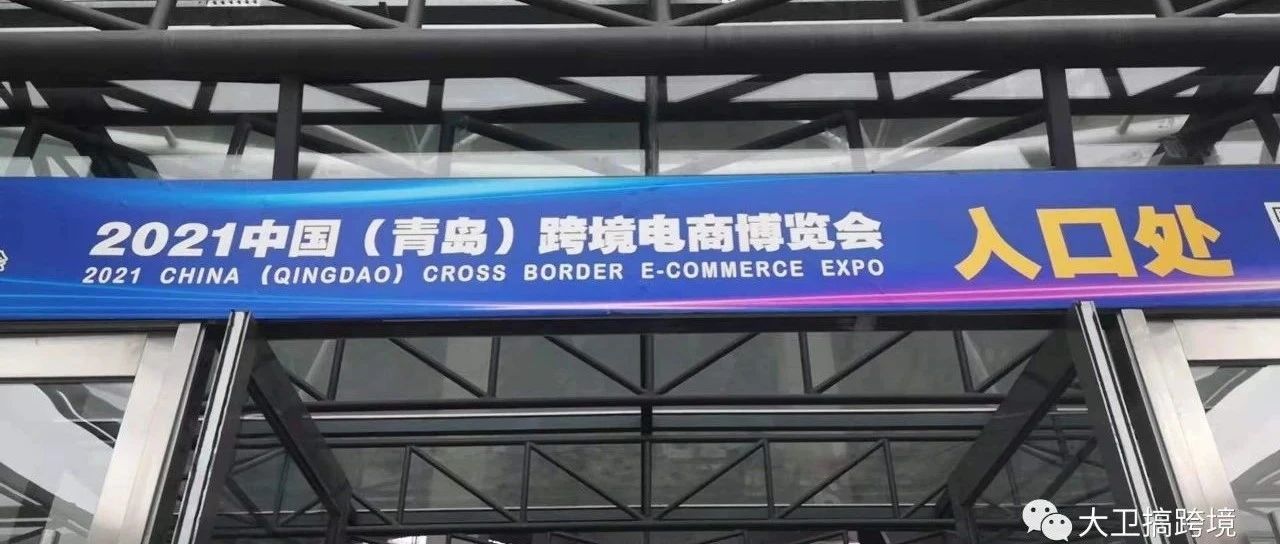 2021中国（青岛）跨境电商博览会
2021 CHINA (QINGDAO) CROSS BORDER E-COMMERCE EXPO
入口处
大卫搞跨境